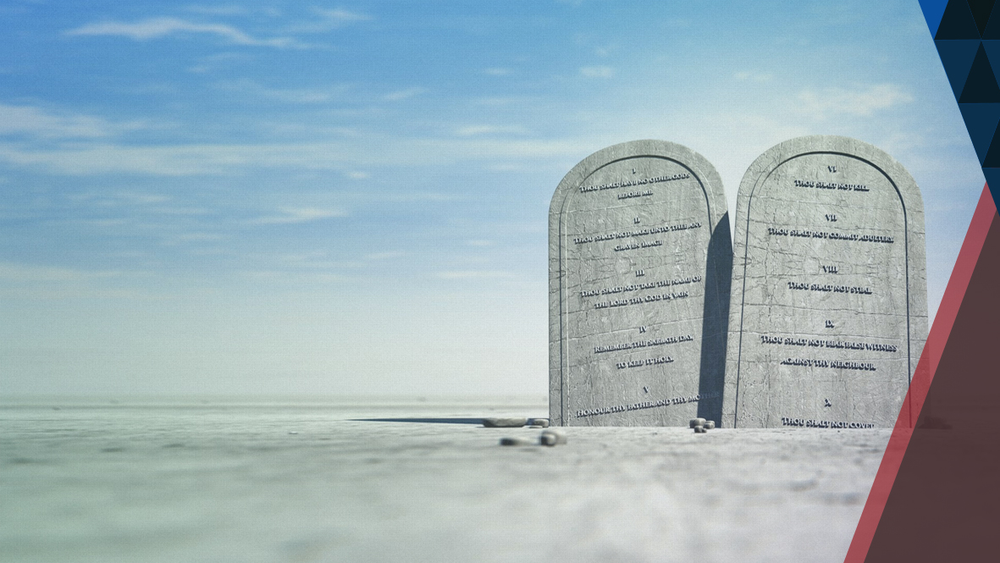 I
THOU SHALT HAVE NO OTHER GODS
BEFORE ME.
II
THOU SHALT NOT MAKE UNTO THEE ANY
GRAVEN IMAGE
III
THOU SHALT NOT TAKE THE NAME OF
THE LORD THY GOD IN VAIN
IV
REMEMBER THE SABBATH DAY,
TO KEEP IT HOLY.
V
HONOUR THY FATHER AND THY MOTHER
VI
THOU SHALT NOT KILL.
VII
THOU SHALT NOT COMMIT ADULTERY.
VIII
THOU SHALT NOT STEAL.
IX
THOU SHALT NOT BEAR FALSE WITNESS
AGAINST THY NEIGHBOUR.
X
THOU SHALT NOT COVET